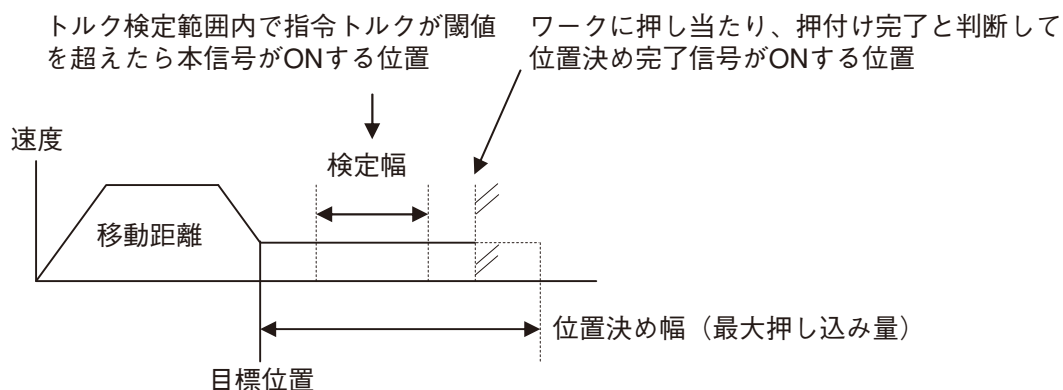 トルク検定範囲内で指令トルクが閾値
を超えたら本信号がONする位置
ワークに押し当たり、押付け完了と判断して
位置決め完了信号がONする位置
速度
検定幅
移動距離
位置決め幅（最大押し込み量）
目標位置